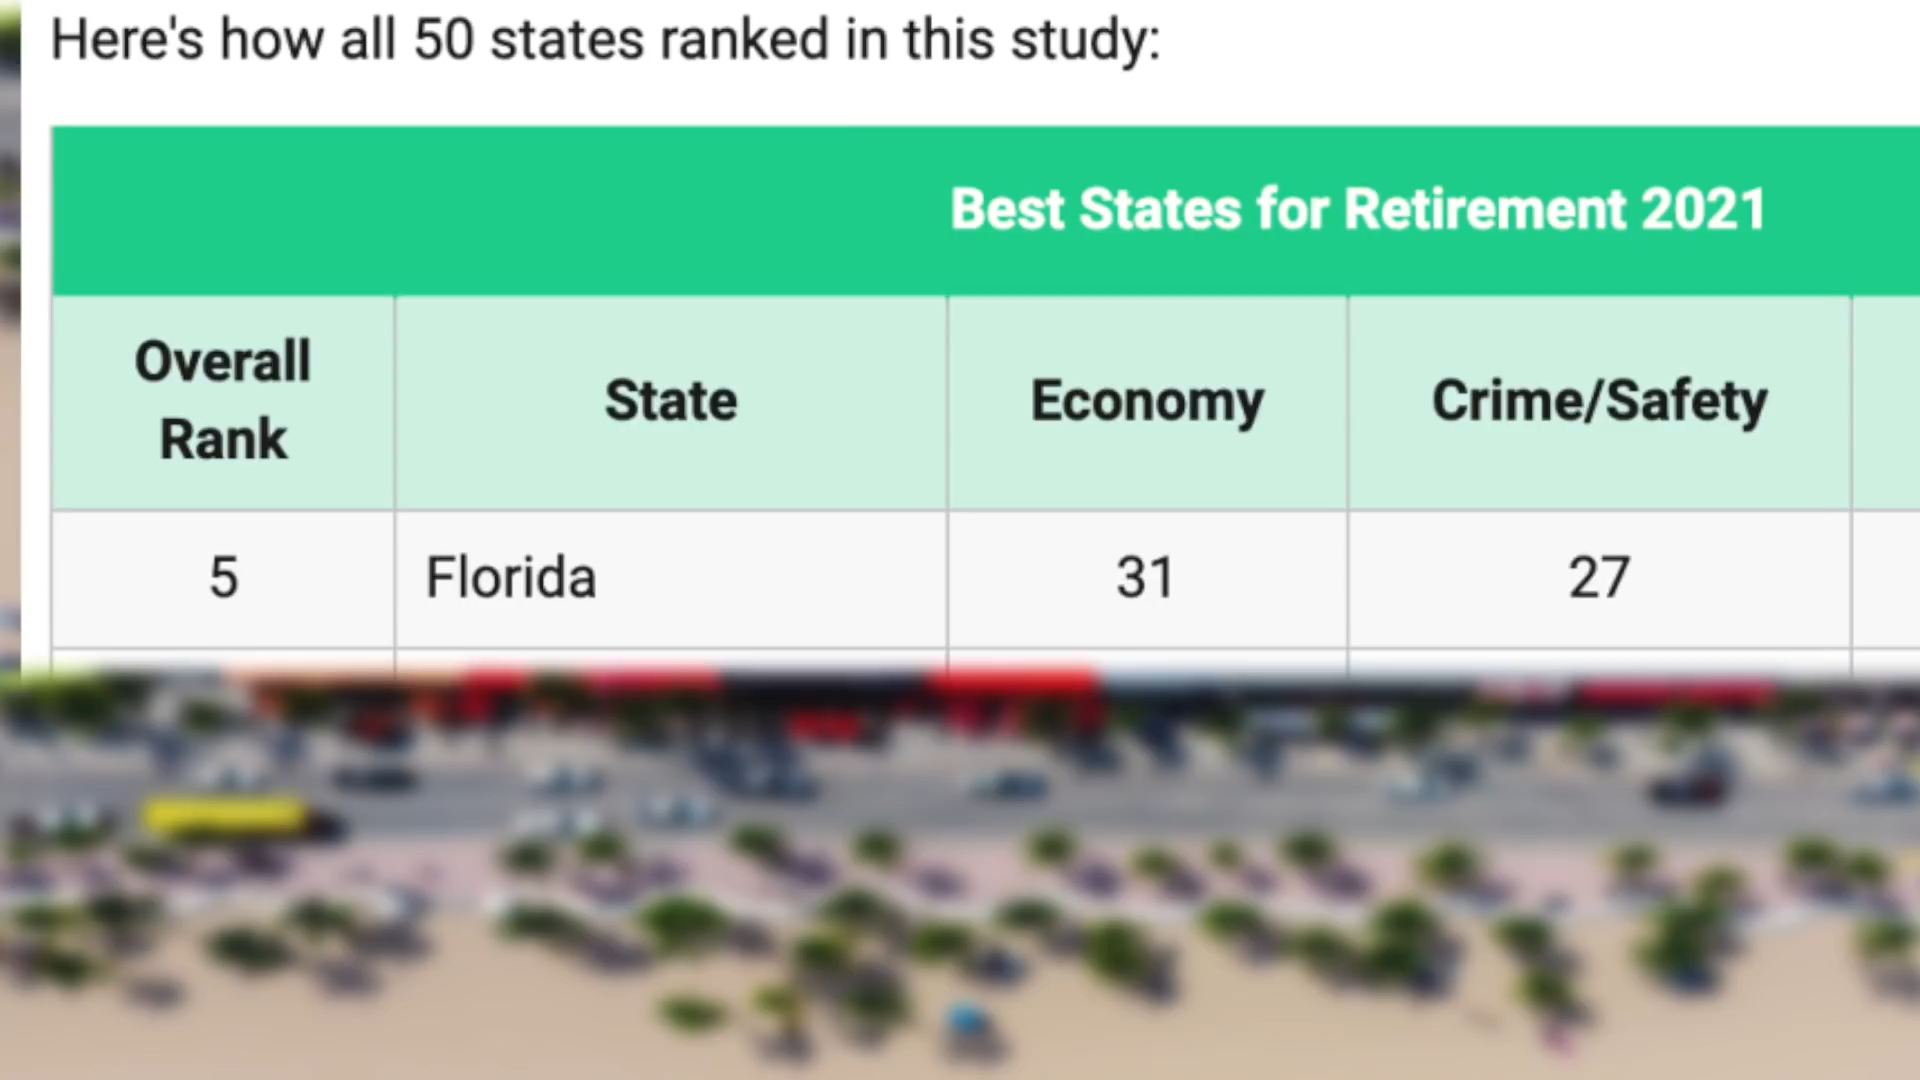 Here's how all 50 states ranked in this study:
Best States for Retirement 2021
Overall
Rank
State
Economy
Crime/Safety
5
Florida
31
27